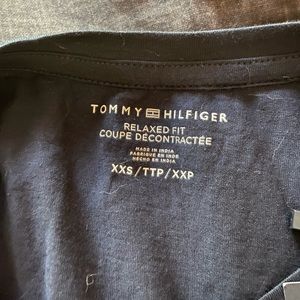 TOMMY HILFIGER
RELAXED FIT
COUPE DÉCONTRACTÉE
MADE IN INDIA
FABRIQUÉ EN INDE
HECHO EN INDIA
XXS/TTP/XXP